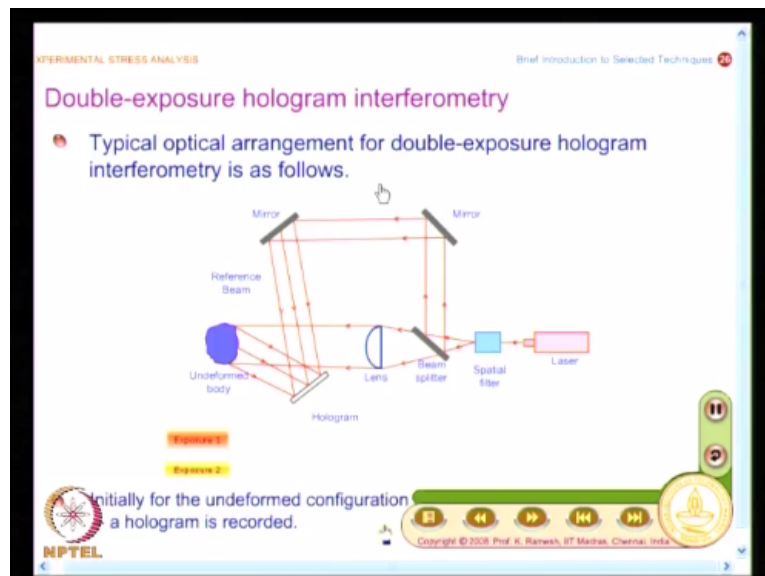 XPERIMENTAL STRESS ANALYSIS
Brief Introduction to Selected Techniques 26
Double-exposure hologram interferometry
Typical optical arrangement for double-exposure hologram
interferometry is as follows.
Mirror
Mirror
Reference
Beam
Undeformed
body
Lens
Beam
splitter
Spatial
filter
Laser
Hologram
Exposure 1
Exposure 2
Initially for the undeformed configuration
a hologram is recorded.
NPTEL
Copyright © 2008 Prof. K. Ramesh, IIT Madras, Chennai, India